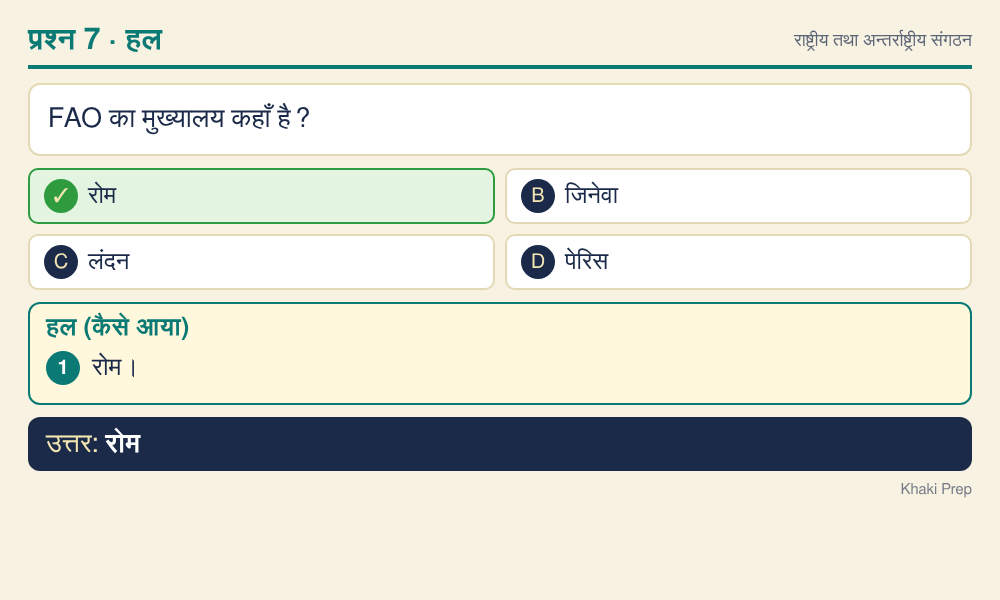 प्रश्न 7 · हल
राष्ट्रीय तथा अन्तर्राष्ट्रीय संगठन
FAO का मुख्यालय कहाँ है ?
✓ रोम
B जिनेवा
C लंदन
D पेरिस
हल (कैसे आया)
1 रोम।
उत्तर: रोम
Khaki Prep